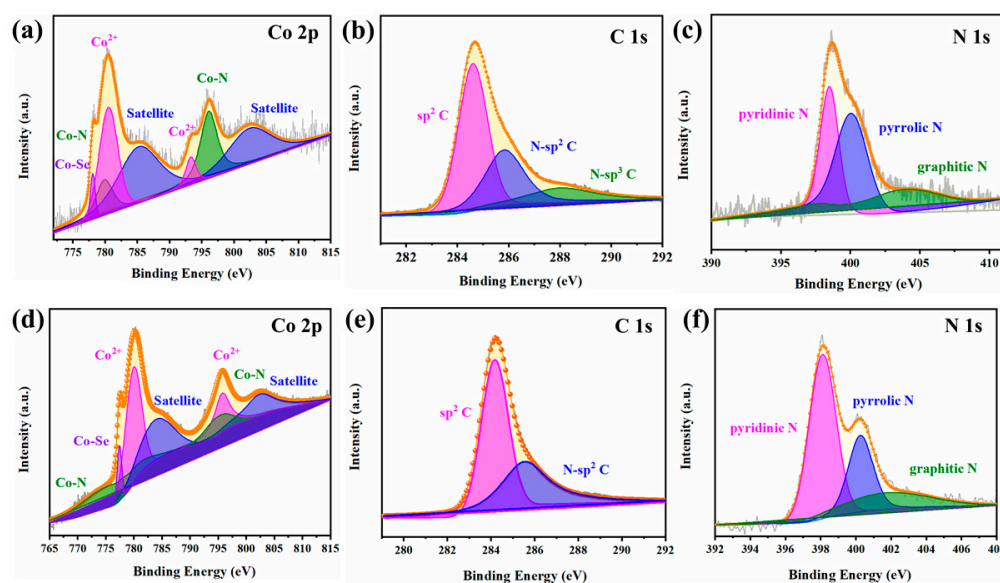 (a)
Co 2p
Co²⁺
Co-N
Satellite
Satellite
Co²⁺
Co-N
Co-Se
Intensity (a.u.)
775 780 785 790 795 800 805 810 815
Binding Energy (eV)
(b)
C 1s
sp² C
N-sp² C
N-sp³ C
Intensity (a.u.)
282 284 286 288 290 292
Binding Energy (eV)
(c)
N 1s
pyridinic N
pyrrolic N
graphitic N
Intensity (a.u.)
390 395 400 405 410
Binding Energy (eV)
(d)
Co 2p
Co²⁺
Co²⁺
Co-N
Satellite
Satellite
Co-Se
Co-N
Intensity (a.u.)
765 770 775 780 785 790 795 800 805 810 815
Binding Energy (eV)
(e)
C 1s
sp² C
N-sp² C
Intensity (a.u.)
280 282 284 286 288 290 292
Binding Energy (eV)
(f)
N 1s
pyridinic N
pyrrolic N
graphitic N
Intensity (a.u.)
392 394 396 398 400 402 404 406 408
Binding Energy (eV)